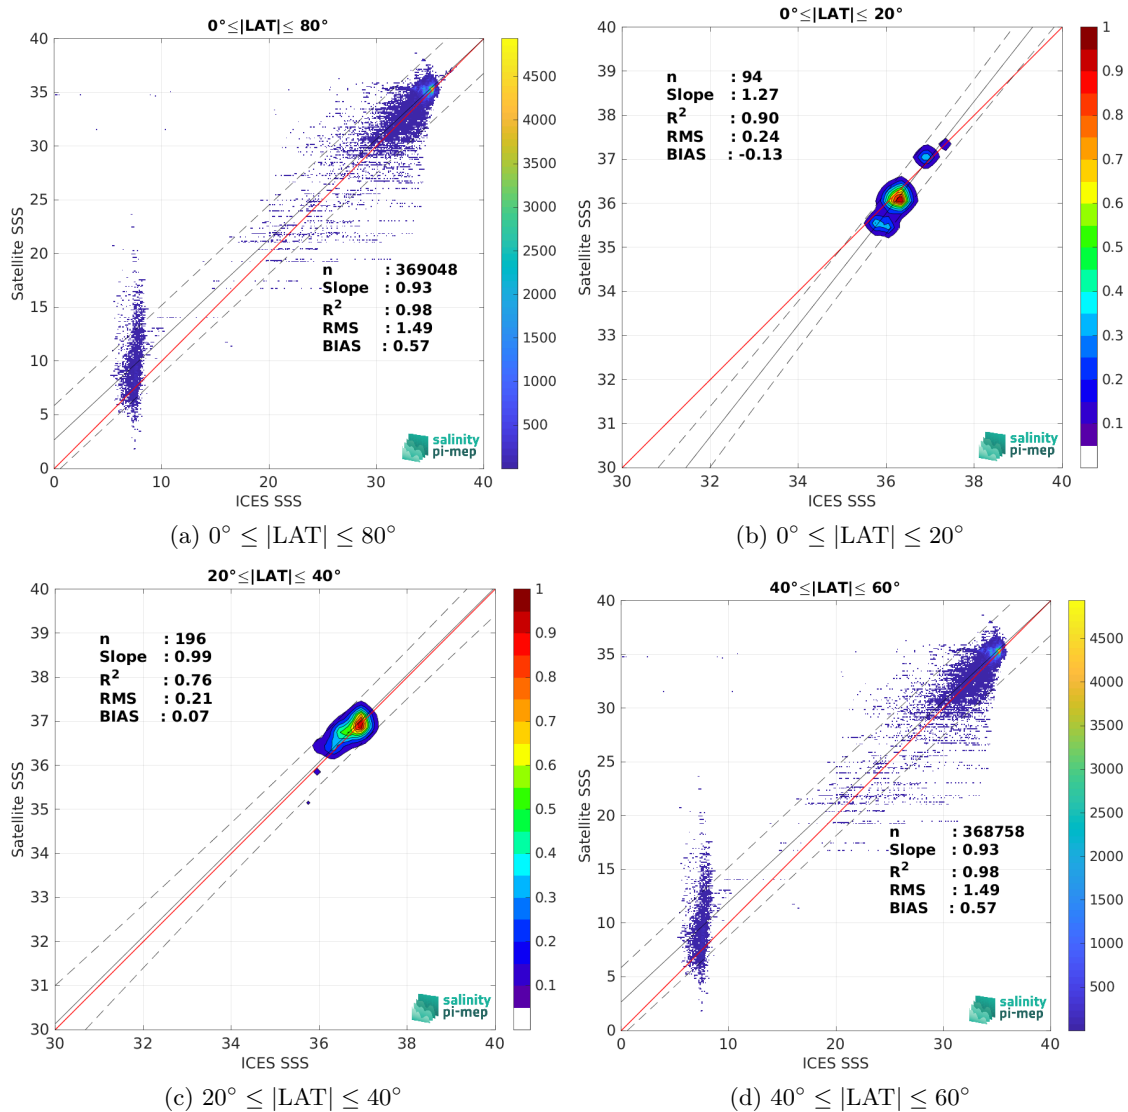 0°≤|LAT|≤ 80°
40
35
30
25
20
15
10
5
0
Satellite SSS
n : 369048
Slope : 0.93
R2 : 0.98
RMS : 1.49
BIAS : 0.57
salinity
pi-mep
0 10 20 30 40
ICES SSS
4500
4000
3500
3000
2500
2000
1500
1000
500
(a) 0° ≤ |LAT| ≤ 80°
0°≤|LAT|≤ 20°
40
39
38
37
36
35
34
33
32
31
30
Satellite SSS
n : 94
Slope : 1.27
R2 : 0.90
RMS : 0.24
BIAS : -0.13
salinity
pi-mep
30 32 34 36 38 40
ICES SSS
1
0.9
0.8
0.7
0.6
0.5
0.4
0.3
0.2
0.1
(b) 0° ≤ |LAT| ≤ 20°
20°≤|LAT|≤ 40°
40
39
38
37
36
35
34
33
32
31
30
Satellite SSS
n : 196
Slope : 0.99
R2 : 0.76
RMS : 0.21
BIAS : 0.07
salinity
pi-mep
30 32 34 36 38 40
ICES SSS
1
0.9
0.8
0.7
0.6
0.5
0.4
0.3
0.2
0.1
(c) 20° ≤ |LAT| ≤ 40°
40°≤|LAT|≤ 60°
40
35
30
25
20
15
10
5
0
Satellite SSS
n : 368758
Slope : 0.93
R2 : 0.98
RMS : 1.49
BIAS : 0.57
salinity
pi-mep
0 10 20 30 40
ICES SSS
4500
4000
3500
3000
2500
2000
1500
1000
500
(d) 40° ≤ |LAT| ≤ 60°